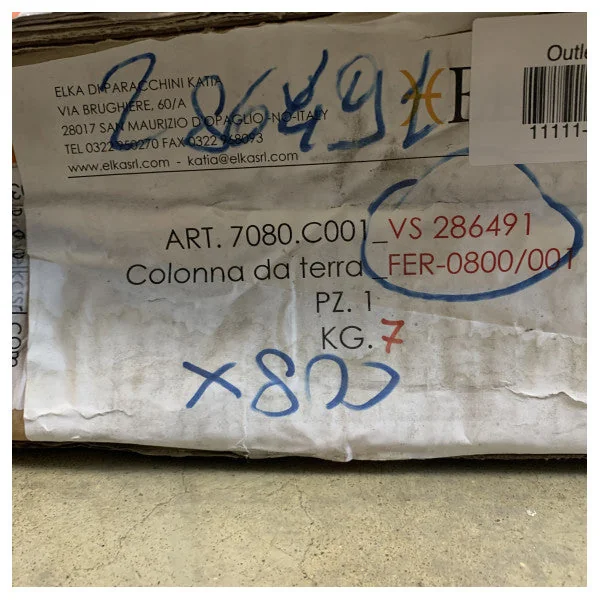 ELKA DI PARACCHINI KATIA
VIA BRUGHIERE, 60/A
28017 SAN MAURIZIO D'OPAGLIO -NO-ITALY
TEL 0322 FAX 0322
www.elkasrl.com - katia@elkasrl.com
286491
Outle
11111-
ART. 7080.C001_VS 286491
Colonna da terra _FER-0800/001
PZ. 1
KG. 7
x800